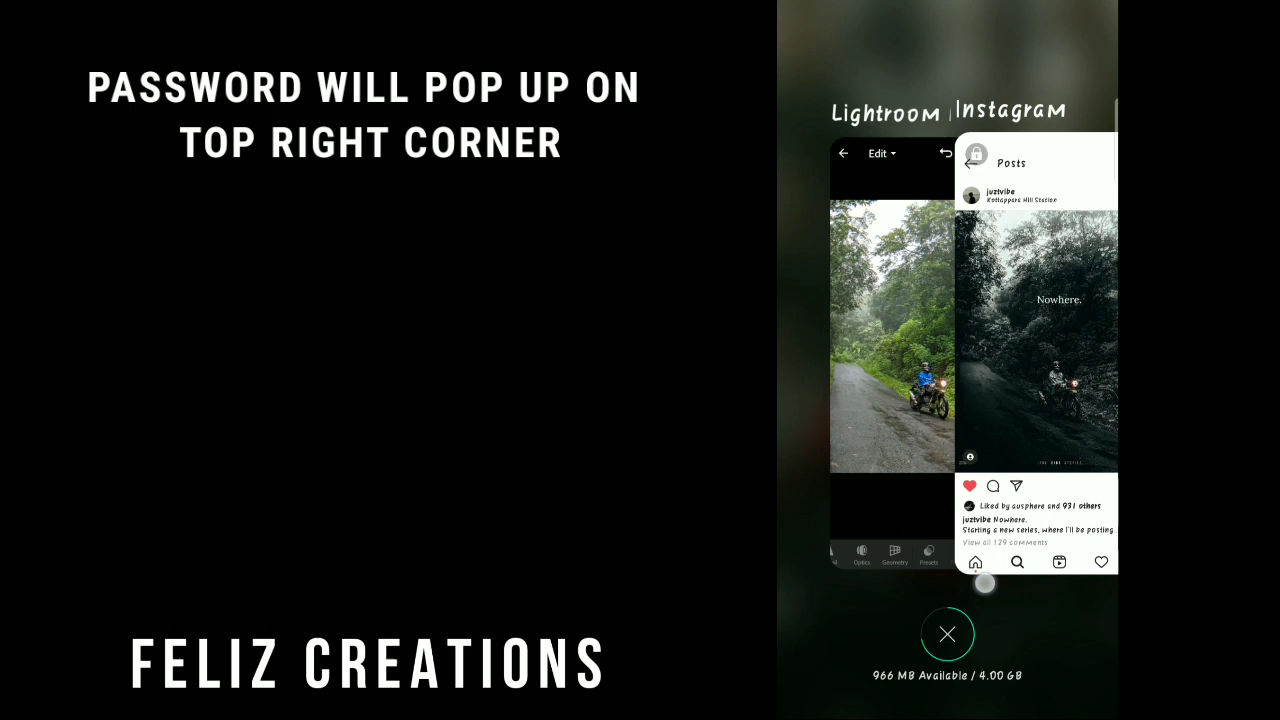 PASSWORD WILL POP UP ON
TOP RIGHT CORNER
FELIZ CREATIONS
Lightroom
Instagram
Edit
Posts
juztvibe
Kottappara Hill Station
Nowhere.
Optics
Geometry
Presets
Liked by ausphere and 931 others
juztvibe Nowhere.
Starting a new series, where I'll be posting
View all 129 comments
966 MB Available / 4.00 GB